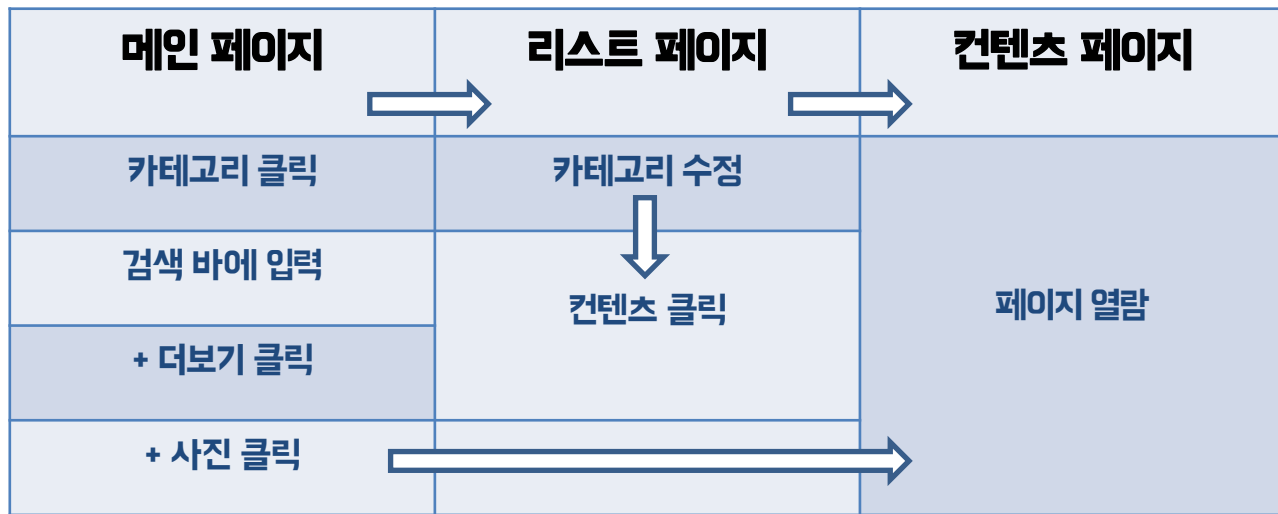 메인 페이지
리스트 페이지
컨텐츠 페이지
카테고리 클릭
카테고리 수정
검색 바에 입력
컨텐츠 클릭
페이지 열람
+ 더보기 클릭
+ 사진 클릭